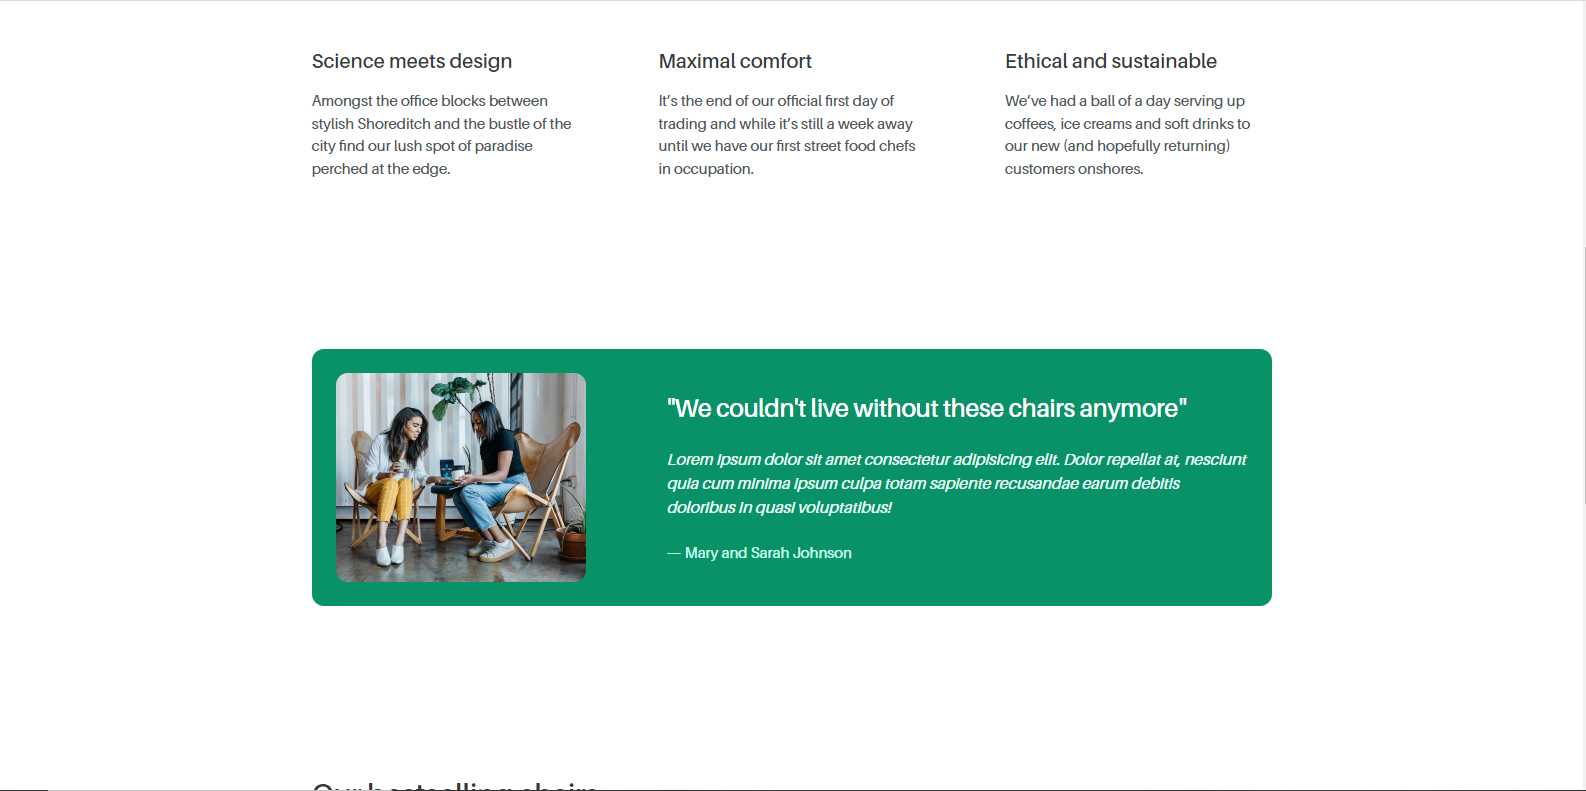 Science meets design
Amongst the office blocks between
stylish Shoreditch and the bustle of the
city find our lush spot of paradise
perched at the edge.
Maximal comfort
It’s the end of our official first day of
trading and while it’s still a week away
until we have our first street food chefs
in occupation.
Ethical and sustainable
We’ve had a ball of a day serving up
coffees, ice creams and soft drinks to
our new (and hopefully returning)
customers onshores.
"We couldn't live without these chairs anymore"
Lorem ipsum dolor sit amet consectetur adipisicing elit. Dolor repellat at, nesciunt
quia cum minima ipsum culpa totam sapiente recusandae earum debitis
doloribus in quasi voluptatibus!
— Mary and Sarah Johnson
Our bestselling chairs